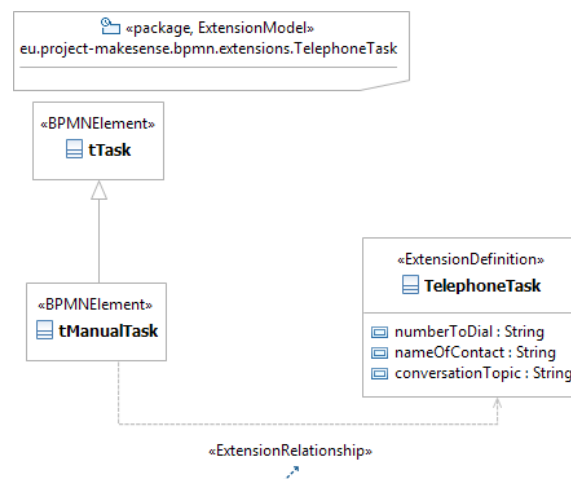 «package, ExtensionModel»
eu.project-makesense.bpmn.extensions.TelephoneTask
«BPMNElement»
tTask
«ExtensionDefinition»
TelephoneTask
«BPMNElement»
tManualTask
numberToDial : String
nameOfContact : String
conversationTopic : String
«ExtensionRelationship»